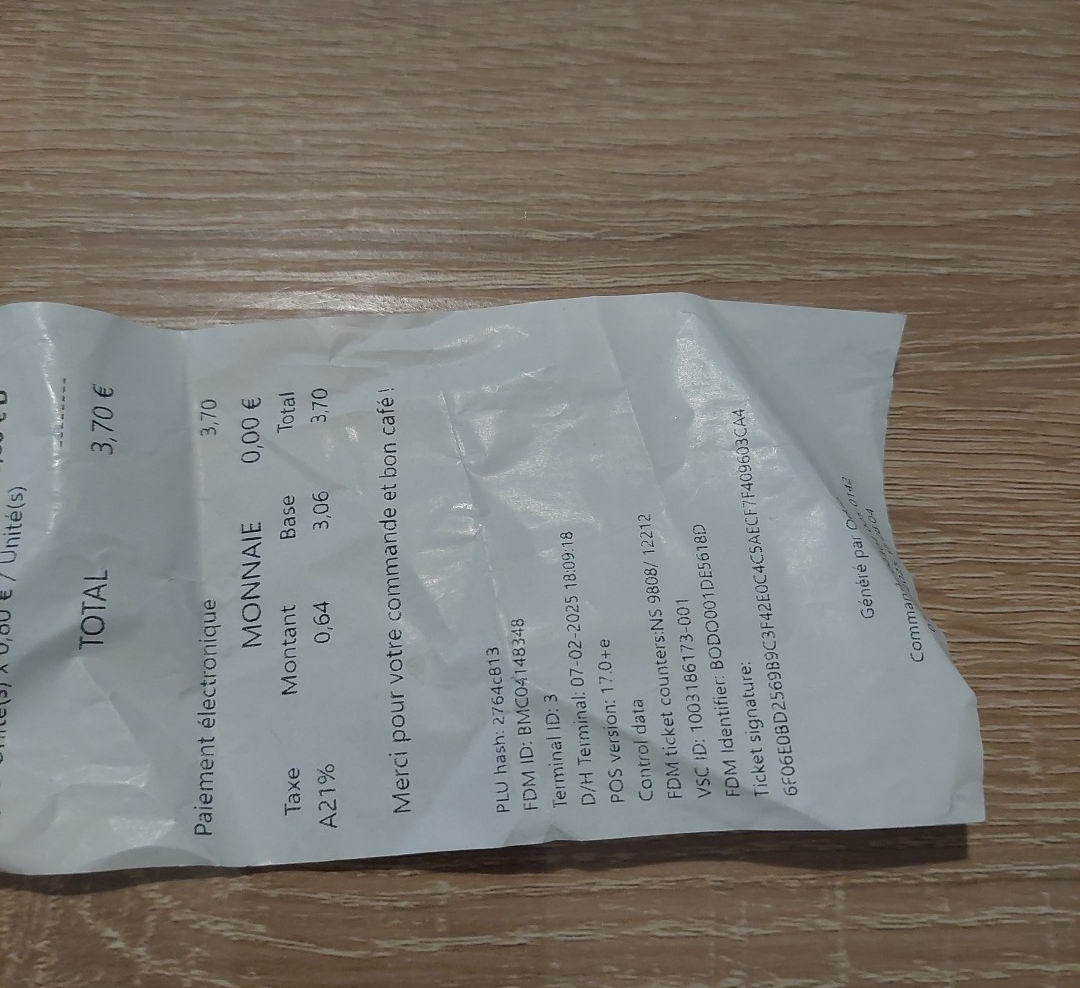 0,80 € / Unité(s)
TOTAL 3,70 €
Paiement électronique 3,70
MONNAIE 0,00 €
Taxe Montant Base Total
A21% 0,64 3,06 3,70
Merci pour votre commande et bon café !
PLU hash: 2764c813
FDM ID: BMC04148348
Terminal ID: 3
D/H Terminal: 07-02-2025 18:09:18
POS version: 17.0+e
Control data
FDM ticket counters:NS 9808/ 12212
VSC ID: 1003186173-001
FDM Identifier: BODO001DE5618D
Ticket signature:
6F06E0BD2569B9C3F42E0C4C5AECF7F409603CA4
Généré par